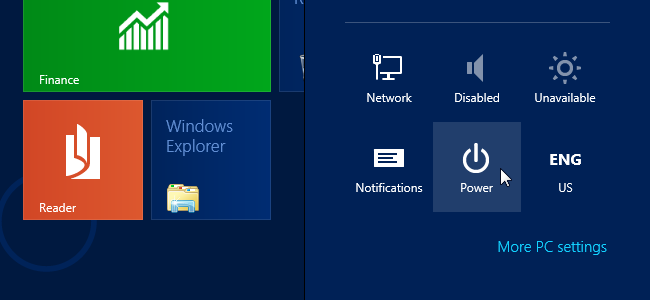 Finance
Reader
Windows
Explorer
Network
Disabled
Unavailable
Notifications
Power
ENG
US
More PC settings